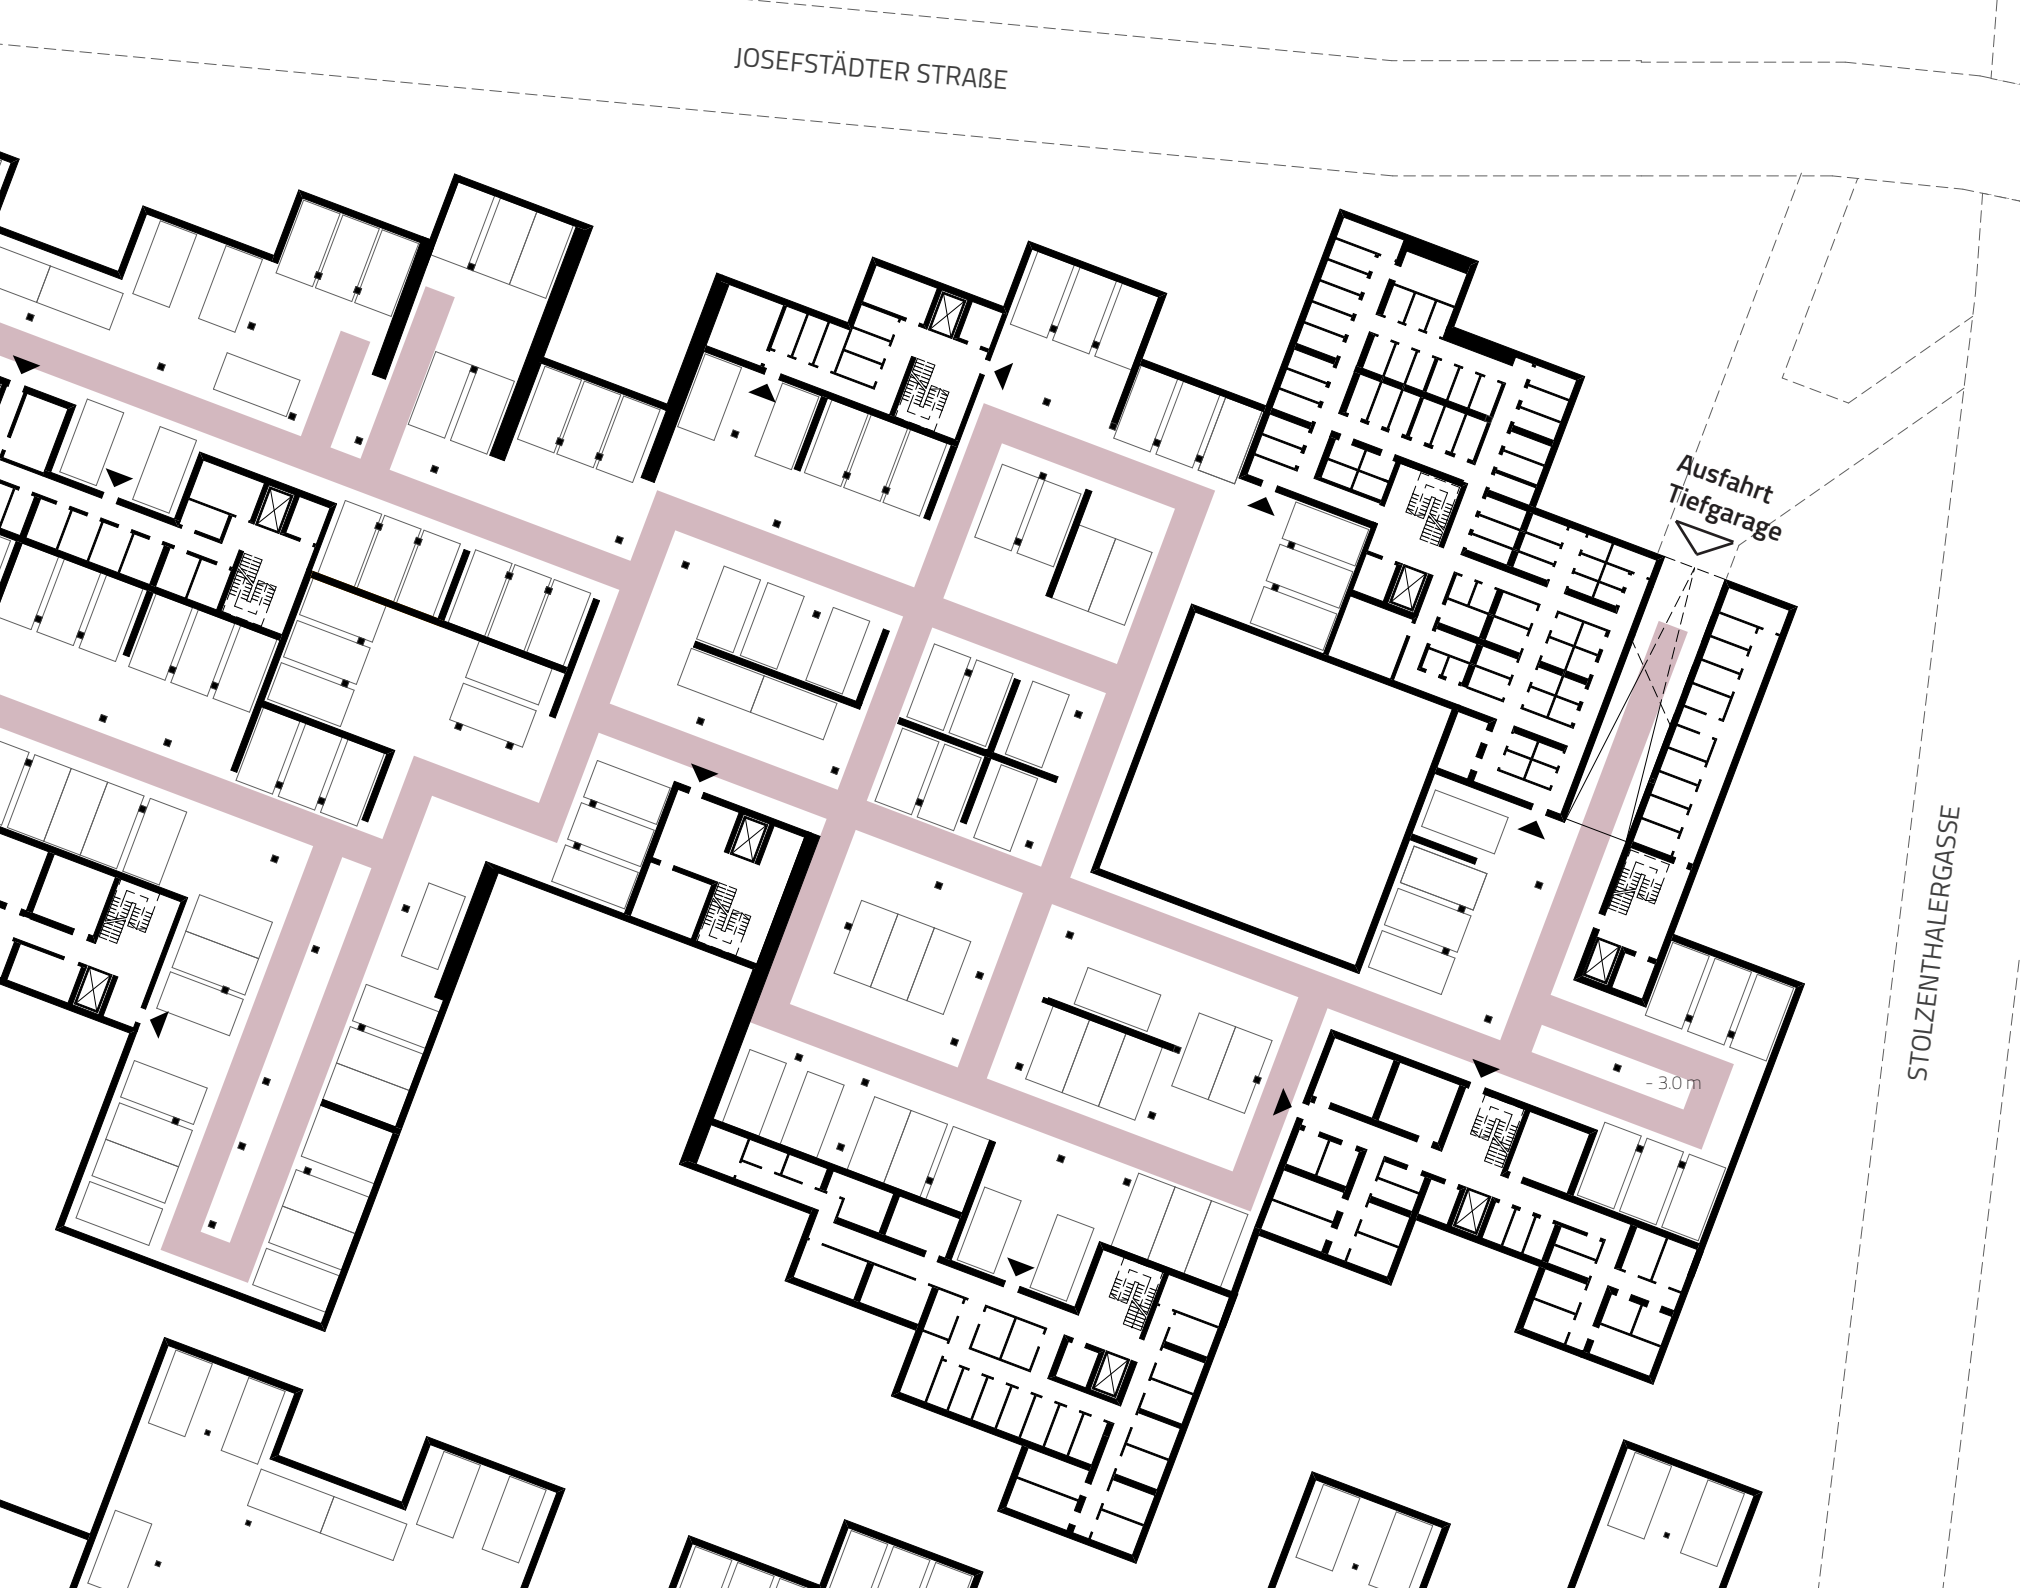 JOSEFSTÄDTER STRAßE
Ausfahrt
Tiefgarage
STOLZENTHALERGASSE
- 3.0 m